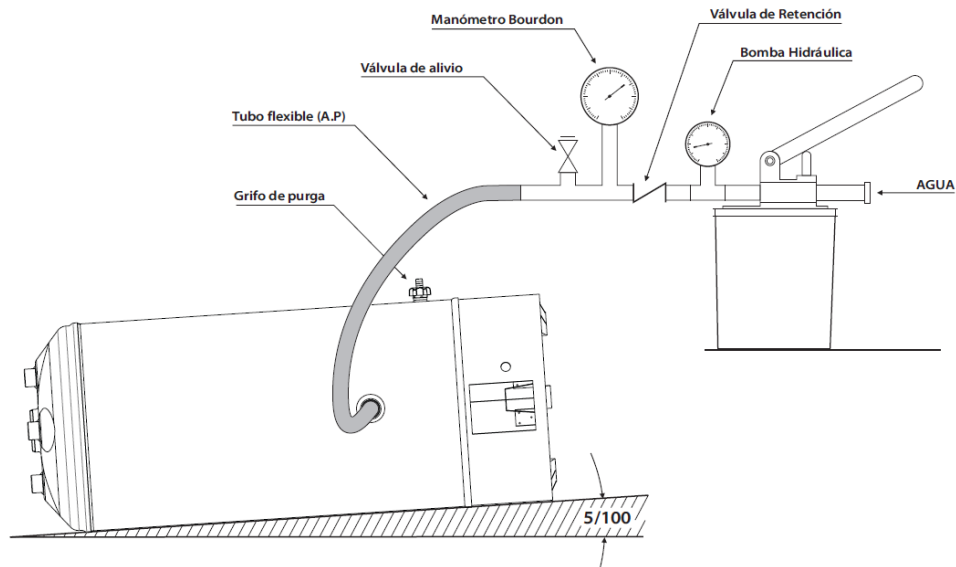 Manómetro Bourdon
Válvula de Retención
Bomba Hidráulica
Válvula de alivio
Tubo flexible (A.P)
Grifo de purga
AGUA
5/100